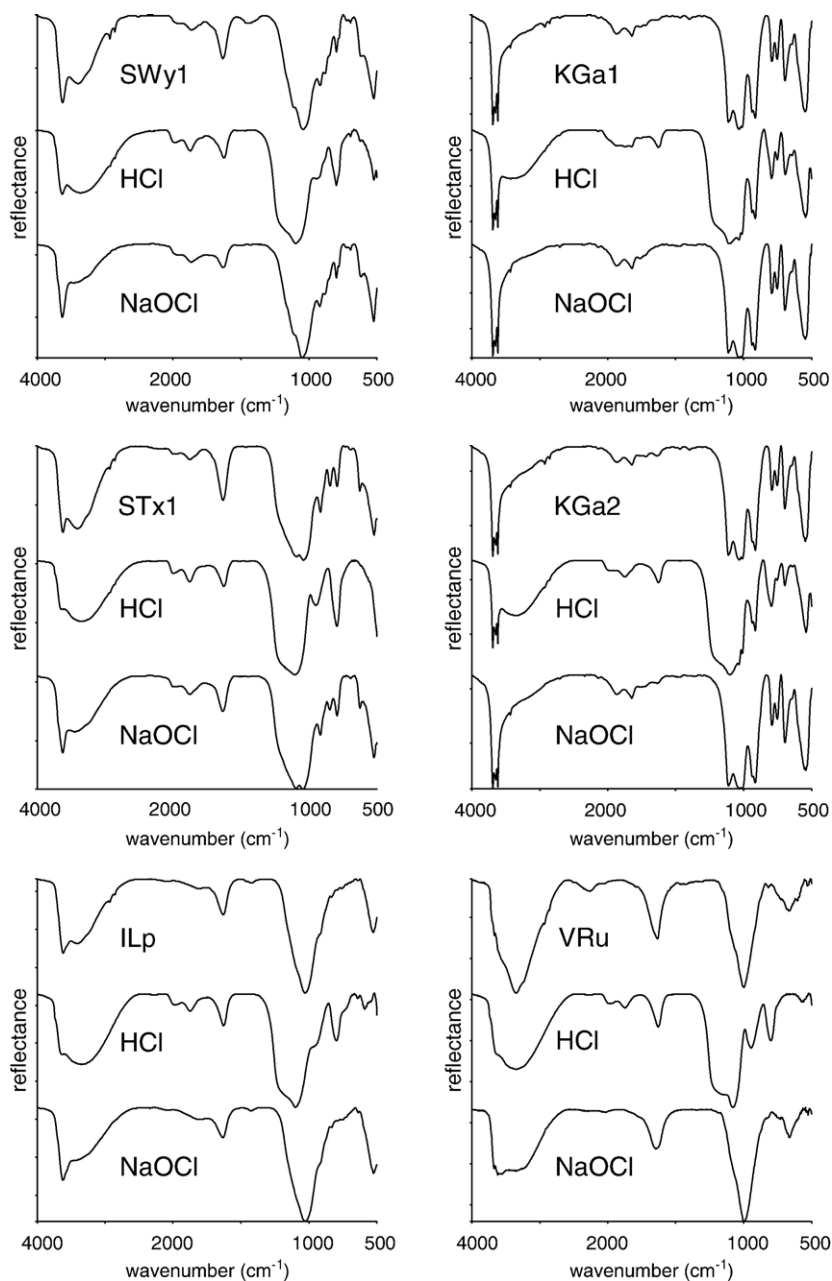 reflectance
SWy1
HCl
NaOCl
4000 2000 1000 500
wavenumber (cm-1)
reflectance
KGa1
HCl
NaOCl
4000 2000 1000 500
wavenumber (cm-1)
reflectance
STx1
HCl
NaOCl
4000 2000 1000 500
wavenumber (cm-1)
reflectance
KGa2
HCl
NaOCl
4000 2000 1000 500
wavenumber (cm-1)
reflectance
ILp
HCl
NaOCl
4000 2000 1000 500
wavenumber (cm-1)
reflectance
VRu
HCl
NaOCl
4000 2000 1000 500
wavenumber (cm-1)